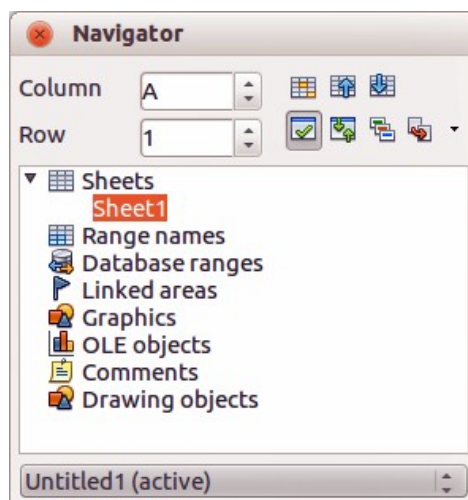 Navigator
Column A
Row 1
Sheets
Sheet1
Range names
Database ranges
Linked areas
Graphics
OLE objects
Comments
Drawing objects
Untitled1 (active)